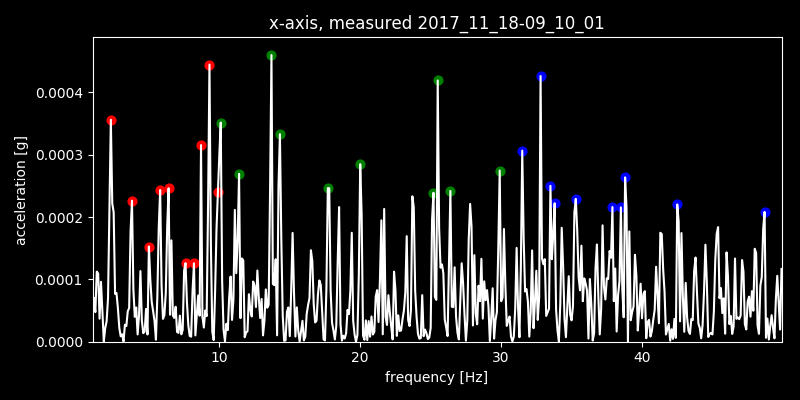 x-axis, measured 2017_11_18-09_10_01
acceleration [g]
0.0004
0.0003
0.0002
0.0001
0.0000
10 20 30 40
frequency [Hz]